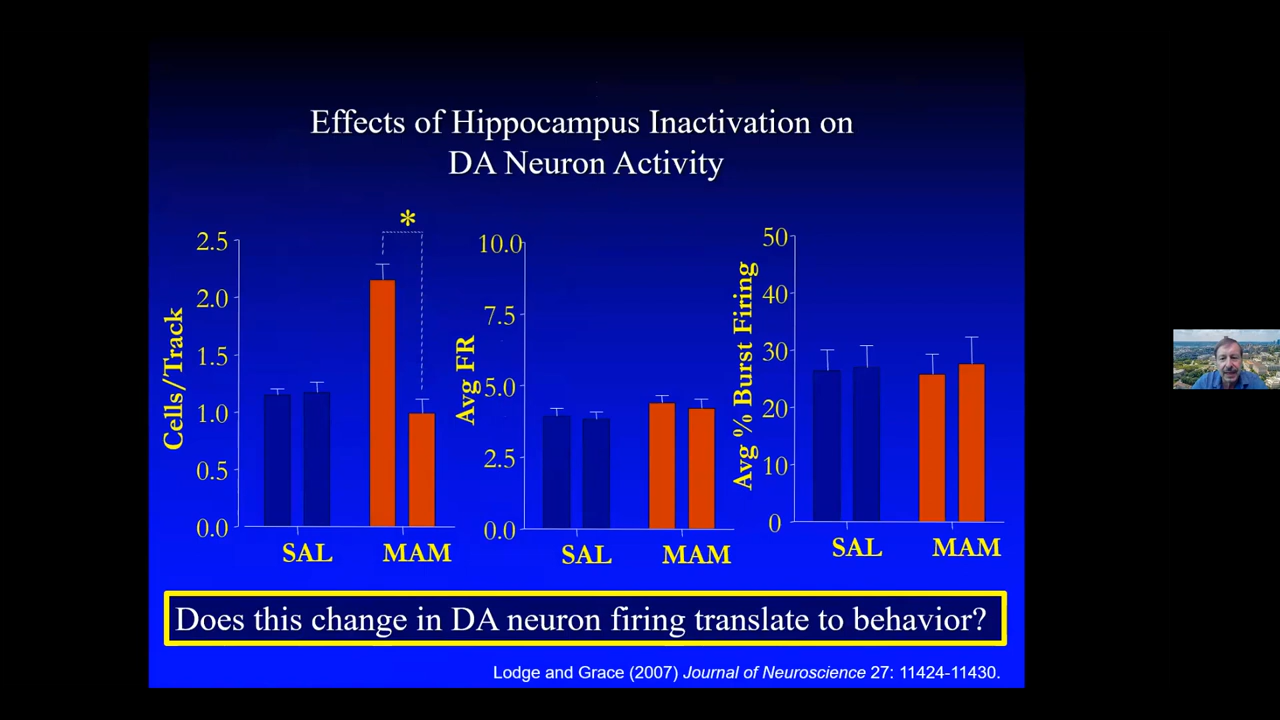 Effects of Hippocampus Inactivation on
DA Neuron Activity
*
Cells/Track
2.5
2.0
1.5
1.0
0.5
0.0
SAL
MAM
Avg FR
10.0
7.5
5.0
2.5
0.0
SAL
MAM
Avg % Burst Firing
50
40
30
20
10
0
SAL
MAM
Does this change in DA neuron firing translate to behavior?
Lodge and Grace (2007) Journal of Neuroscience 27: 11424-11430.